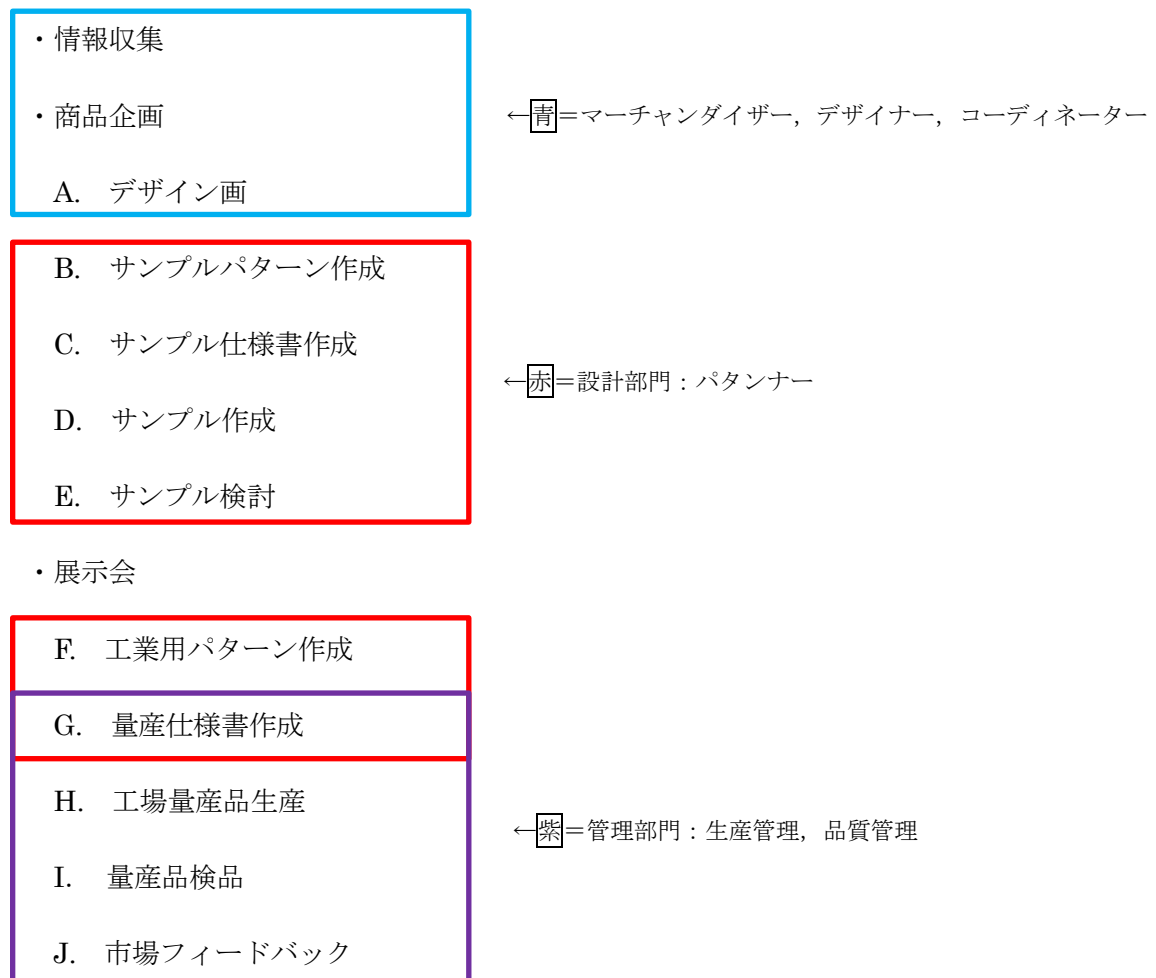 ・情報収集
・商品企画
←青＝マーチャンダイザー，デザイナー，コーディネーター
A. デザイン画
B. サンプルパターン作成
C. サンプル仕様書作成
←赤＝設計部門：パタンナー
D. サンプル作成
E. サンプル検討
・展示会
F. 工業用パターン作成
G. 量産仕様書作成
H. 工場量産品生産
←紫＝管理部門：生産管理，品質管理
I. 量産品検品
J. 市場フィードバック